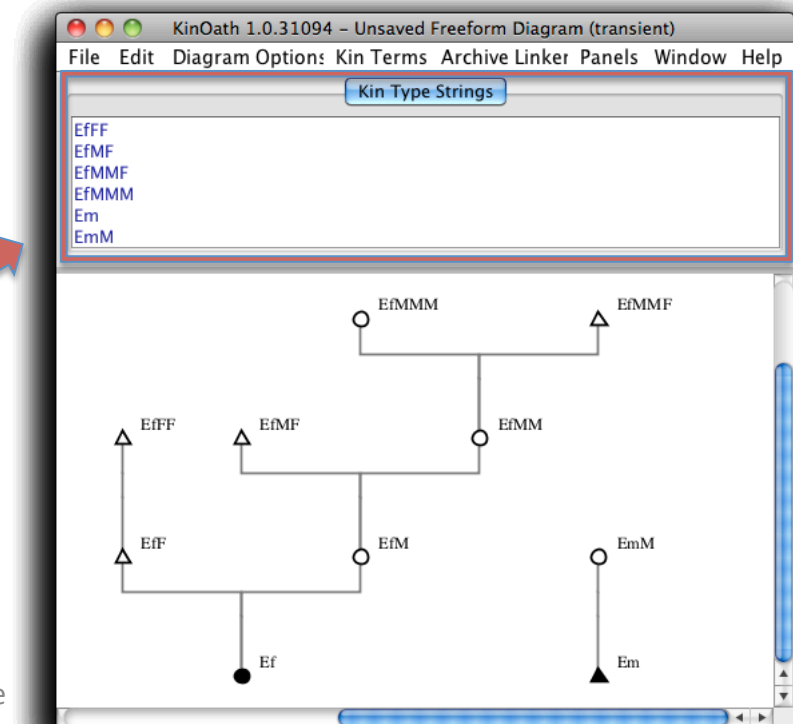 KinOath 1.0.31094 – Unsaved Freeform Diagram (transient)
File Edit Diagram Options Kin Terms Archive Linker Panels Window Help
Kin Type Strings
EfFF
EfMF
EfMMF
EfMMM
Em
EmM
EfMMM EfMMF
EfFF EfMF EfMM
EfF EfM EmM
Ef Em
e